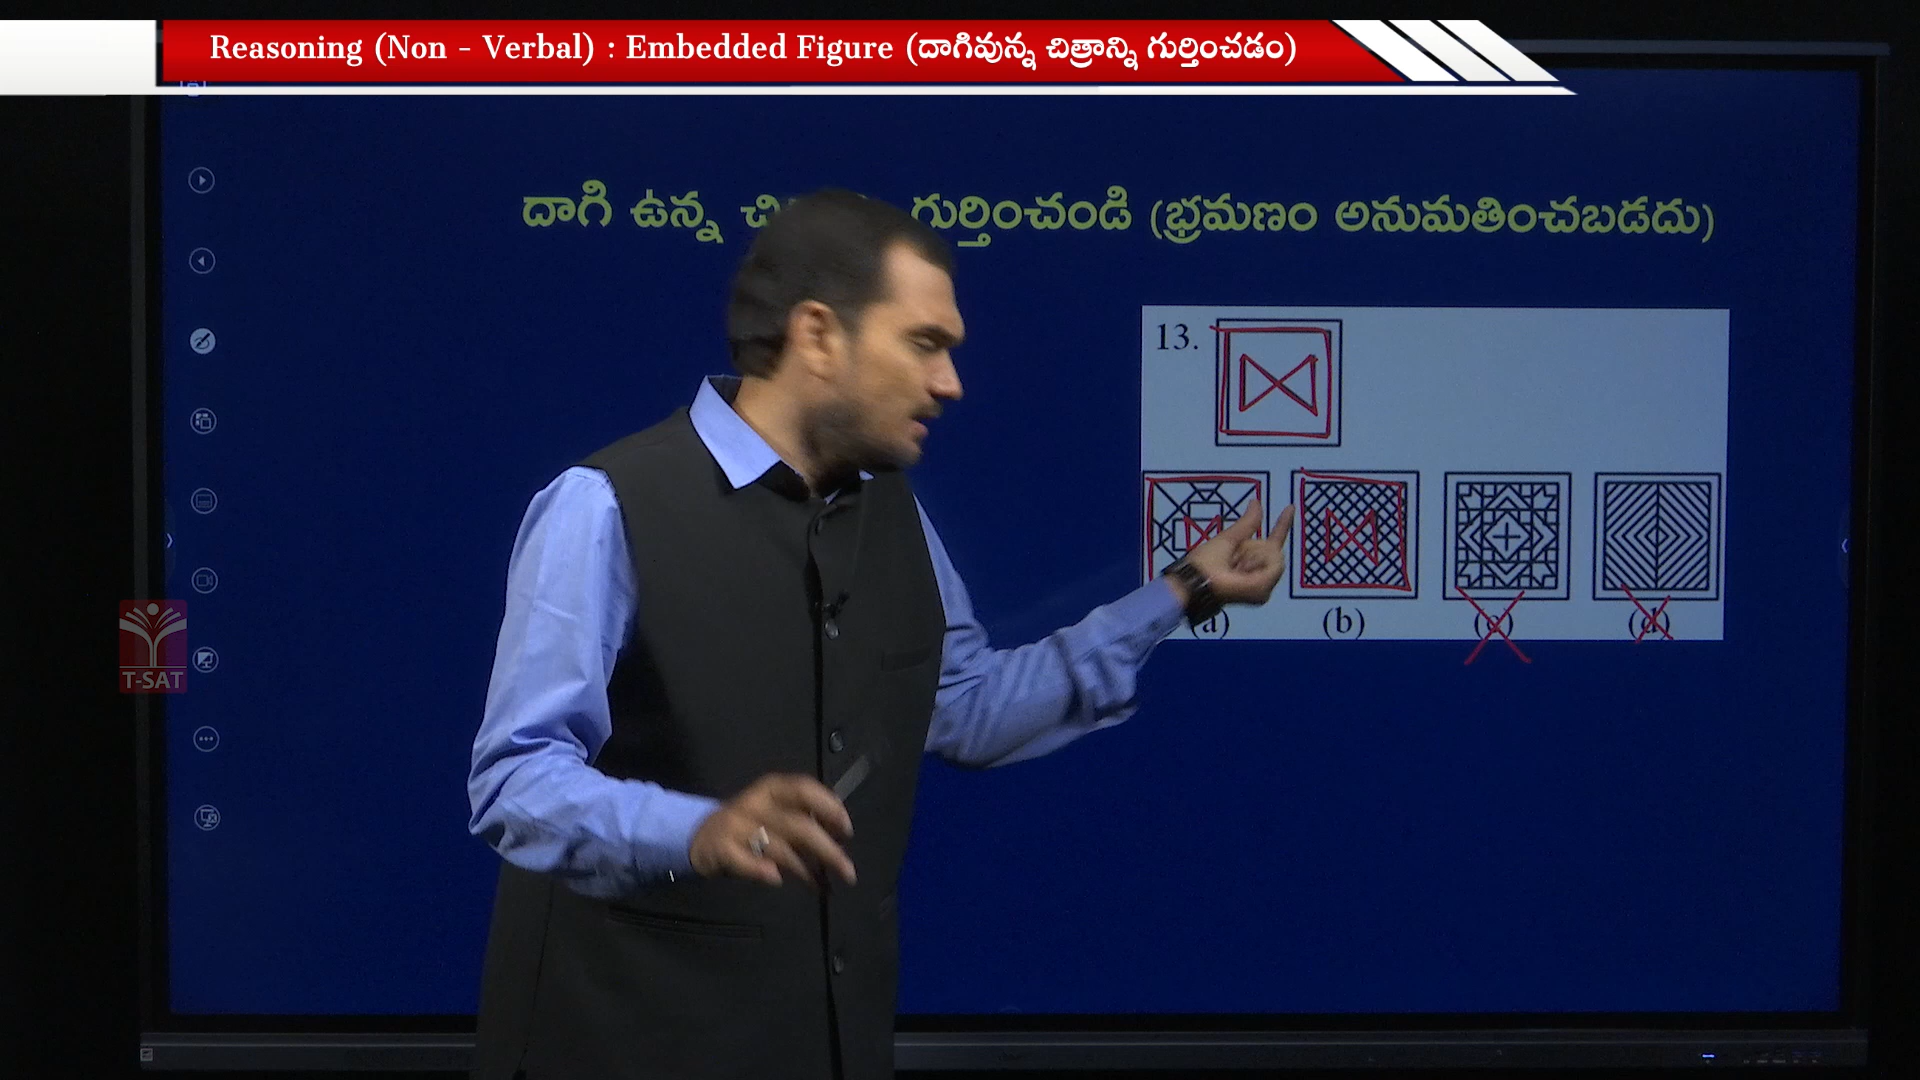 Reasoning (Non - Verbal) : Embedded Figure (దాగివున్న చిత్రాన్ని గుర్తించడం)
దాగి ఉన్న గుర్తించండి (భ్రమణం అనుమతించబడదు)
13.
(a) (b) (c) (d)
T-SAT